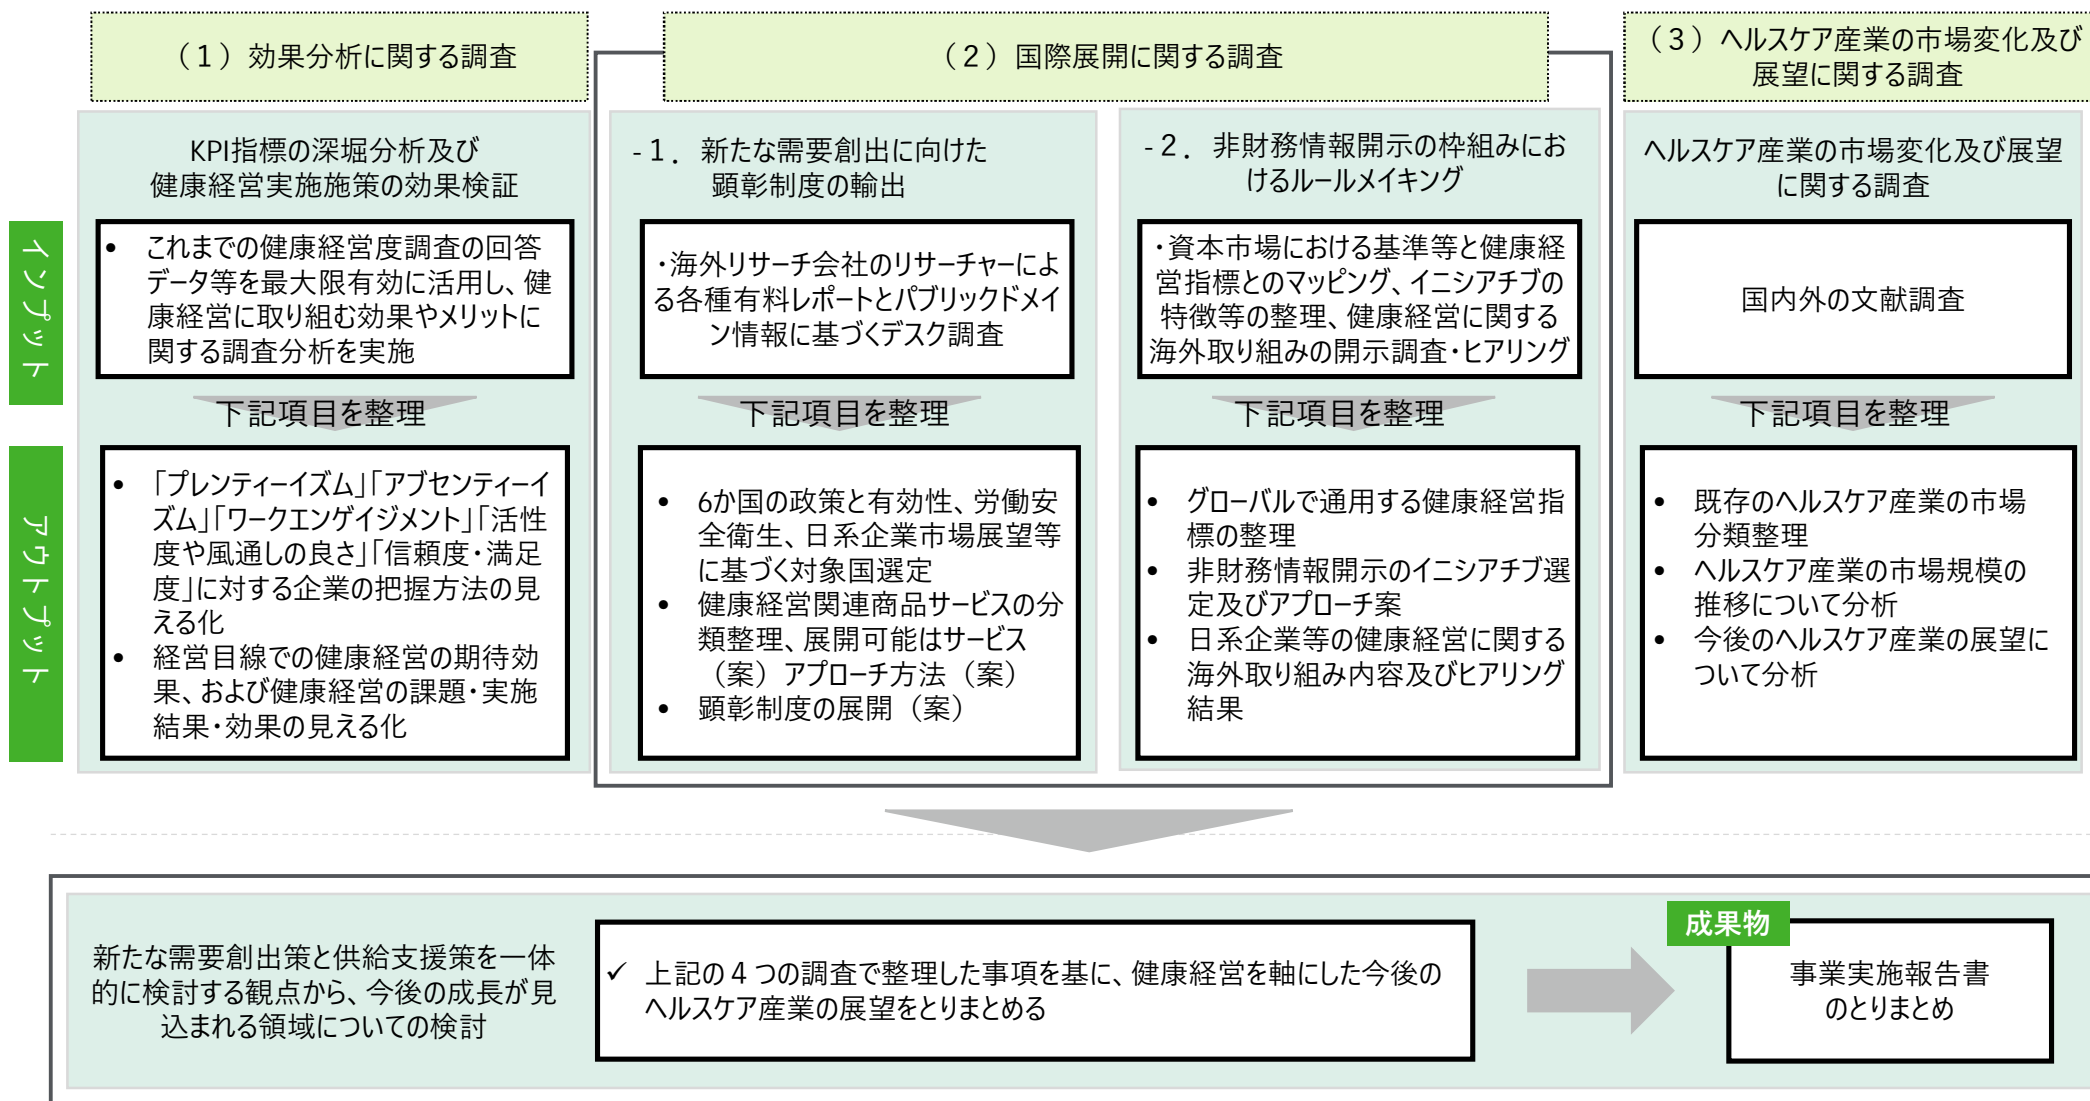 （１）効果分析に関する調査
（２）国際展開に関する調査
（３）ヘルスケア産業の市場変化及び
展望に関する調査
KPI指標の深堀分析及び
健康経営実施施策の効果検証
-１．新たな需要創出に向けた
顕彰制度の輸出
-２．非財務情報開示の枠組みにお
けるルールメイキング
ヘルスケア産業の市場変化及び展望
に関する調査
インプット
• これまでの健康経営度調査の回答
データ等を最大限有効に活用し、健
康経営に取り組む効果やメリットに
関する調査分析を実施
・海外リサーチ会社のリサーチャーによ
る各種有料レポートとパブリックドメイ
ン情報に基づくデスク調査
・資本市場における基準等と健康経
営指標とのマッピング、イニシアチブの
特徴等の整理、健康経営に関する
海外取り組みの開示調査・ヒアリング
国内外の文献調査
下記項目を整理
下記項目を整理
下記項目を整理
下記項目を整理
アウトプット
• 「プレンティーイズム」「アブセンティーイ
ズム」「ワークエンゲイジメント」「活性
度や風通しの良さ」「信頼度・満足
度」に対する企業の把握方法の見
える化
• 経営目線での健康経営の期待効
果、および健康経営の課題・実施
結果・効果の見える化
• 6か国の政策と有効性、労働安
全衛生、日系企業市場展望等
に基づく対象国選定
• 健康経営関連商品サービスの分
類整理、展開可能はサービス
（案）アプローチ方法（案）
• 顕彰制度の展開（案）
• グローバルで通用する健康経営指
標の整理
• 非財務情報開示のイニシアチブ選
定及びアプローチ案
• 日系企業等の健康経営に関する
海外取り組み内容及びヒアリング
結果
• 既存のヘルスケア産業の市場
分類整理
• ヘルスケア産業の市場規模の
推移について分析
• 今後のヘルスケア産業の展望に
ついて分析
新たな需要創出策と供給支援策を一体
的に検討する観点から、今後の成長が見
込まれる領域についての検討
✓ 上記の４つの調査で整理した事項を基に、健康経営を軸にした今後の
ヘルスケア産業の展望をとりまとめる
成果物
事業実施報告書
のとりまとめ